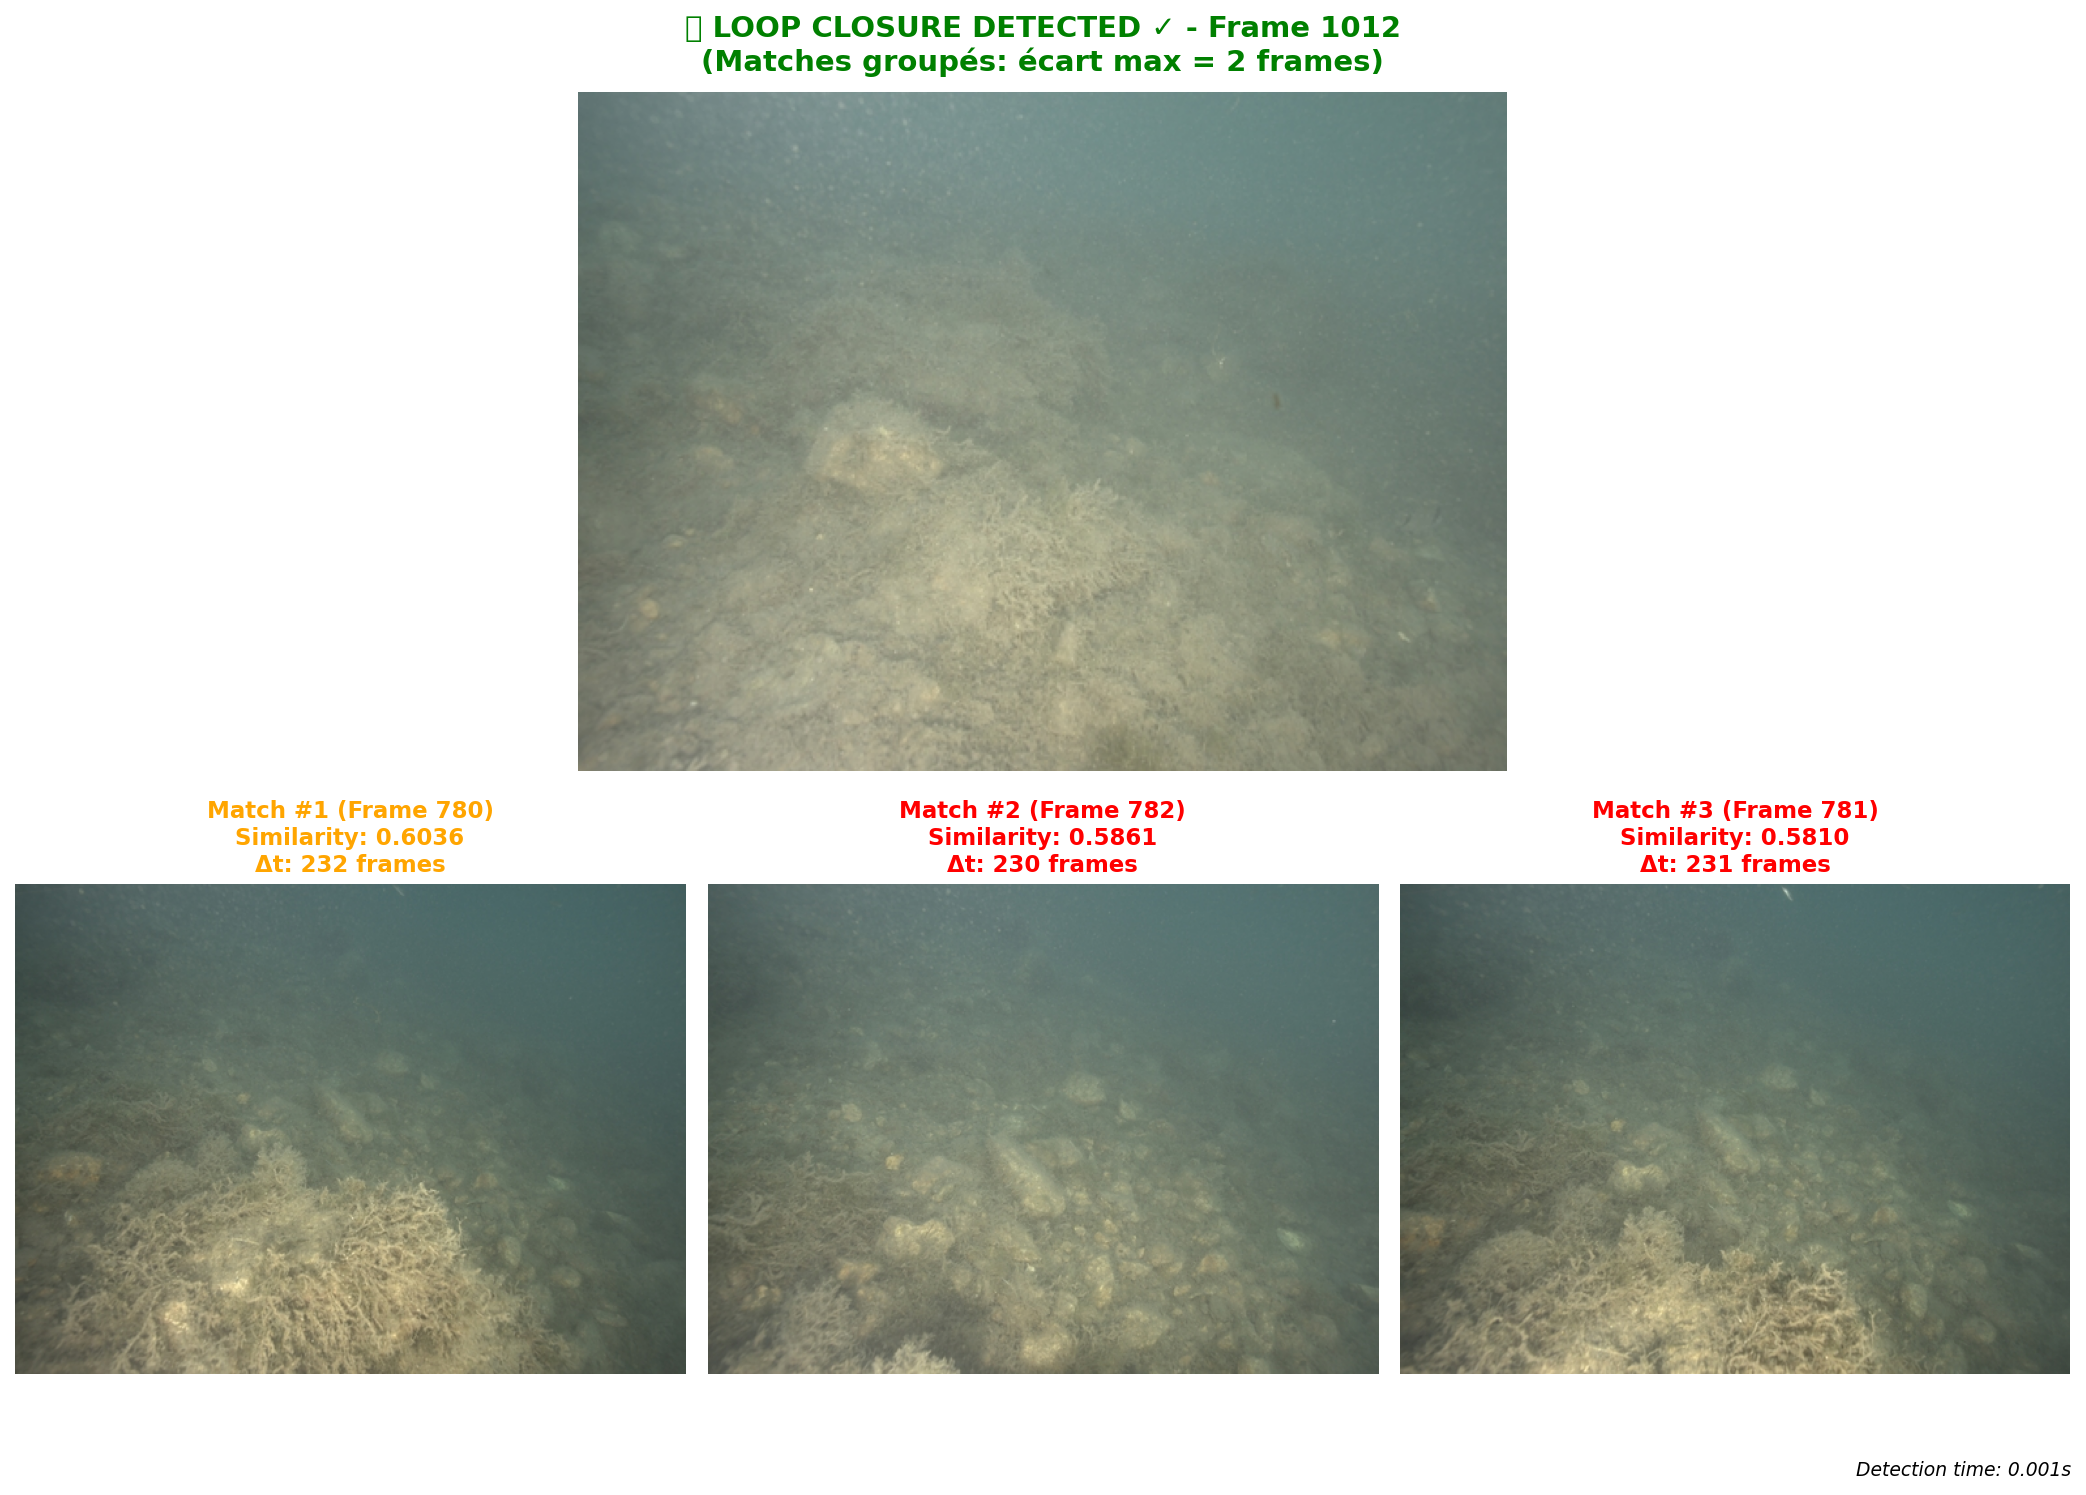 LOOP CLOSURE DETECTED ✓ - Frame 1012
(Matches groupés: écart max = 2 frames)
Match #1 (Frame 780)
Similarity: 0.6036
Δt: 232 frames
Match #2 (Frame 782)
Similarity: 0.5861
Δt: 230 frames
Match #3 (Frame 781)
Similarity: 0.5810
Δt: 231 frames
Detection time: 0.001s